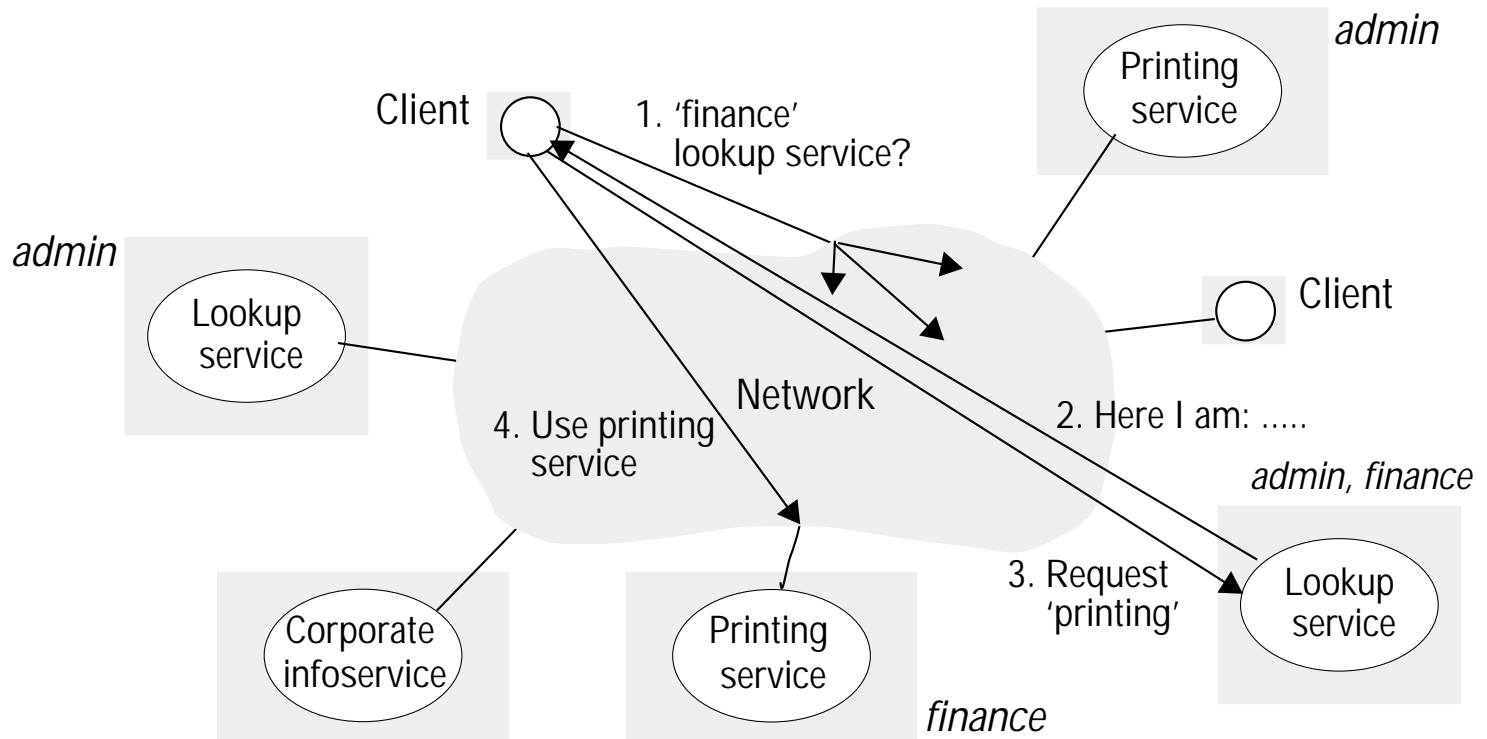 admin
Printing
service
Client
1. ‘finance’
lookup service?
admin
Lookup
service
Client
Network
2. Here I am: .....
4. Use printing
service
admin, finance
3. Request
‘printing’
Lookup
service
Corporate
infoservice
Printing
service
finance